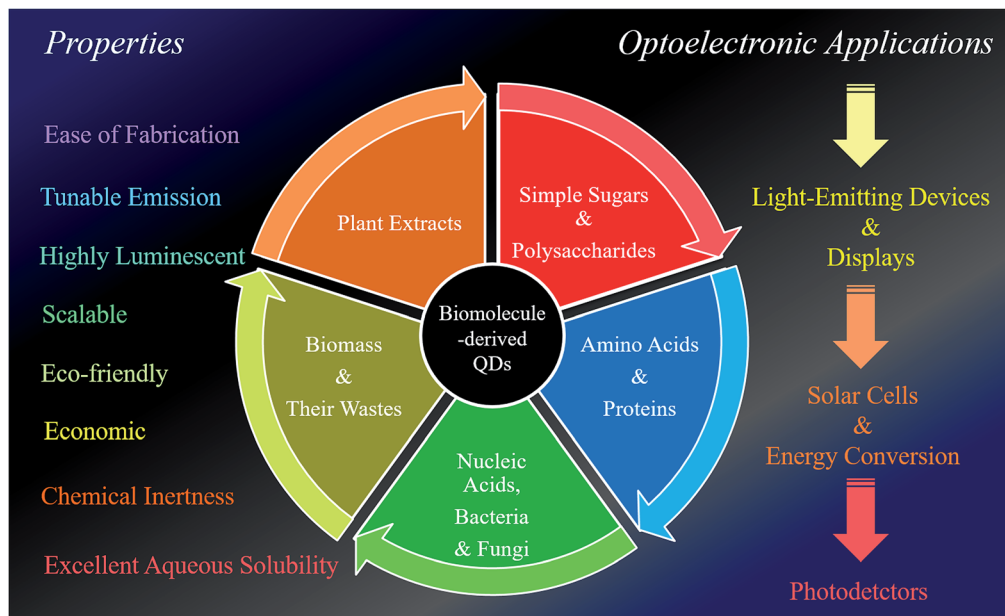 Properties
Optoelectronic Applications
Ease of Fabrication
Tunable Emission
Highly Luminescent
Scalable
Eco-friendly
Economic
Chemical Inertness
Excellent Aqueous Solubility
Plant Extracts
Simple Sugars
&
Polysaccharides
Biomolecule
-derived
QDs
Biomass
&
Their Wastes
Amino Acids
&
Proteins
Nucleic
Acids,
Bacteria
& Fungi
Light-Emitting Devices
&
Displays
Solar Cells
&
Energy Conversion
Photodetctors